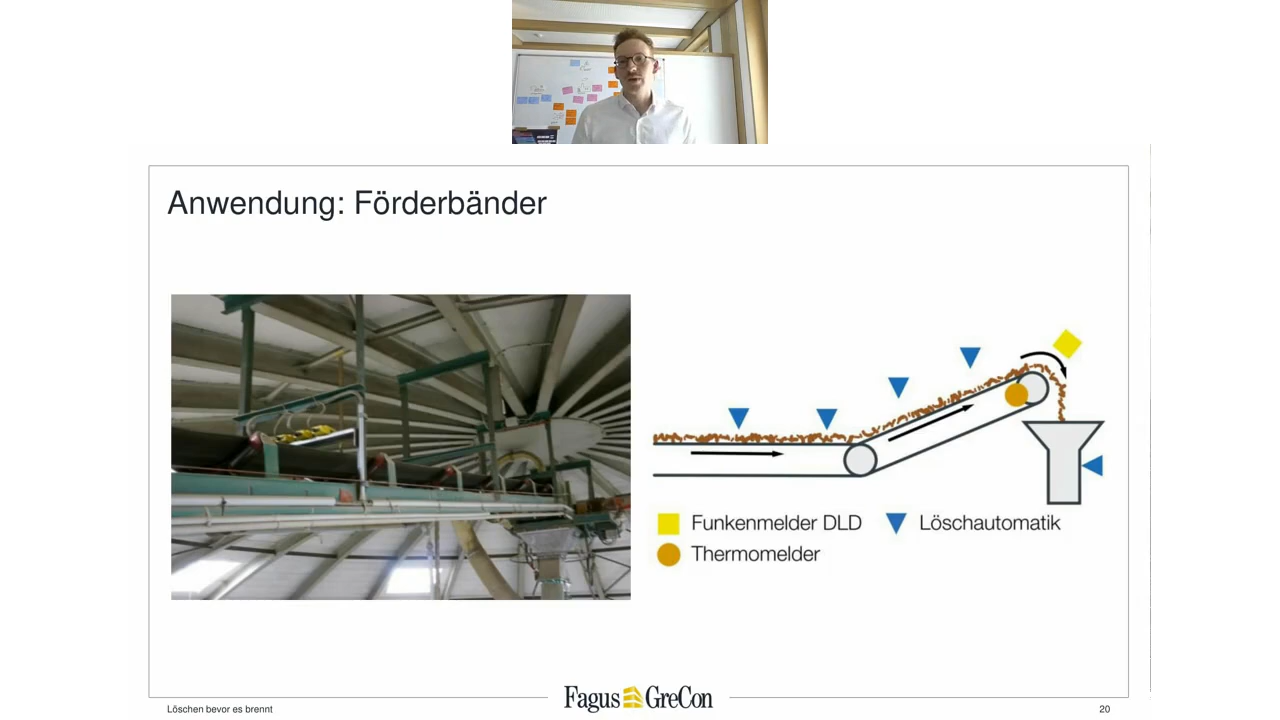 Anwendung: Förderbänder
Funkenmelder DLD
Löschautomatik
Thermomelder
Fagus GreCon
Löschen bevor es brennt
20